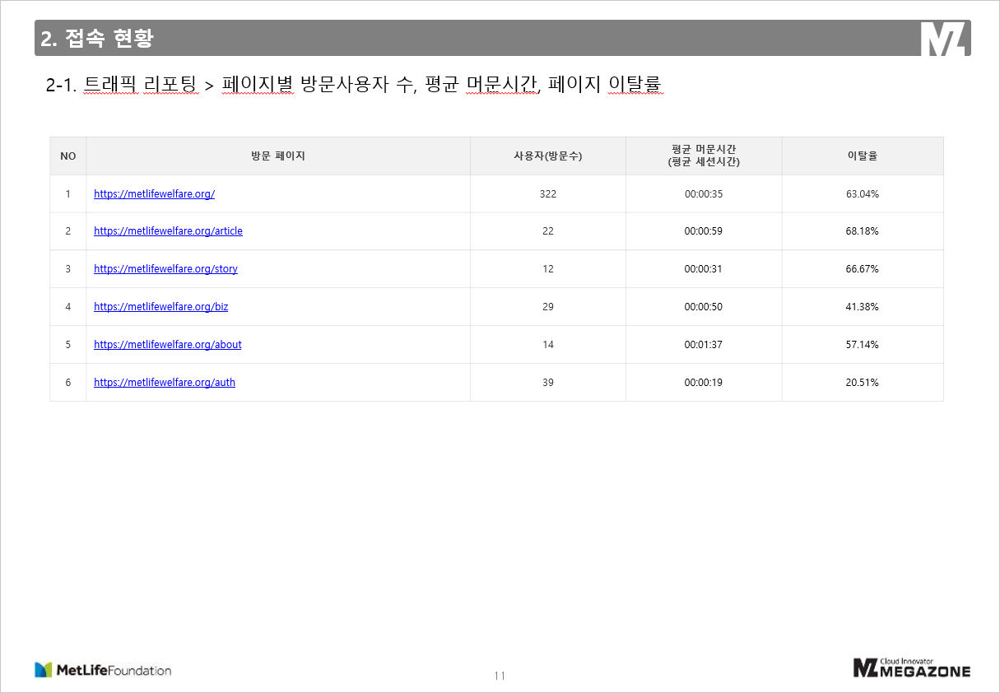 2. 접속 현황
MZ
2-1. 트래픽 리포팅 > 페이지별 방문사용자 수, 평균 머문시간, 페이지 이탈률
NO 방문 페이지 사용자(방문수) 평균 머문시간 (평균 세션시간) 이탈율
1 https://metlifewelfare.org/ 322 00:00:35 63.04%
2 https://metlifewelfare.org/article 22 00:00:59 68.18%
3 https://metlifewelfare.org/story 12 00:00:31 66.67%
4 https://metlifewelfare.org/biz 29 00:00:50 41.38%
5 https://metlifewelfare.org/about 14 00:01:37 57.14%
6 https://metlifewelfare.org/auth 39 00:00:19 20.51%
MetLifeFoundation
11
MZ Cloud Innovator
MEGAZONE